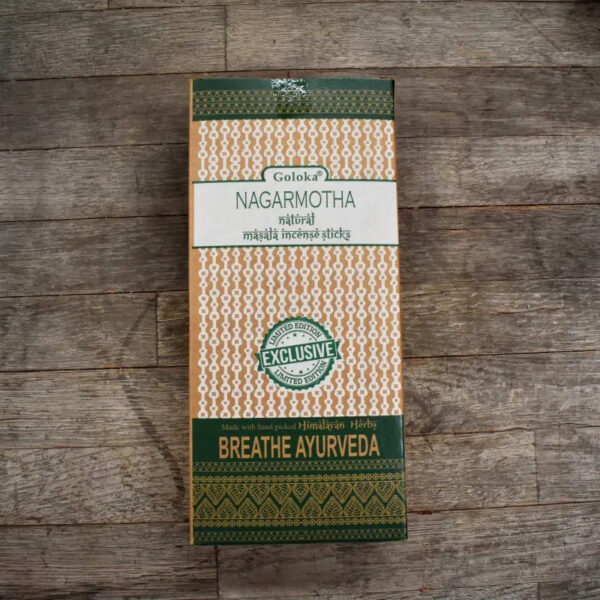 Goloka®
NAGARMOTHA
natural
masala incense sticks
LIMITED EDITION
EXCLUSIVE
LIMITED EDITION
Made with hand picked Himalayan Herbs
BREATHE AYURVEDA